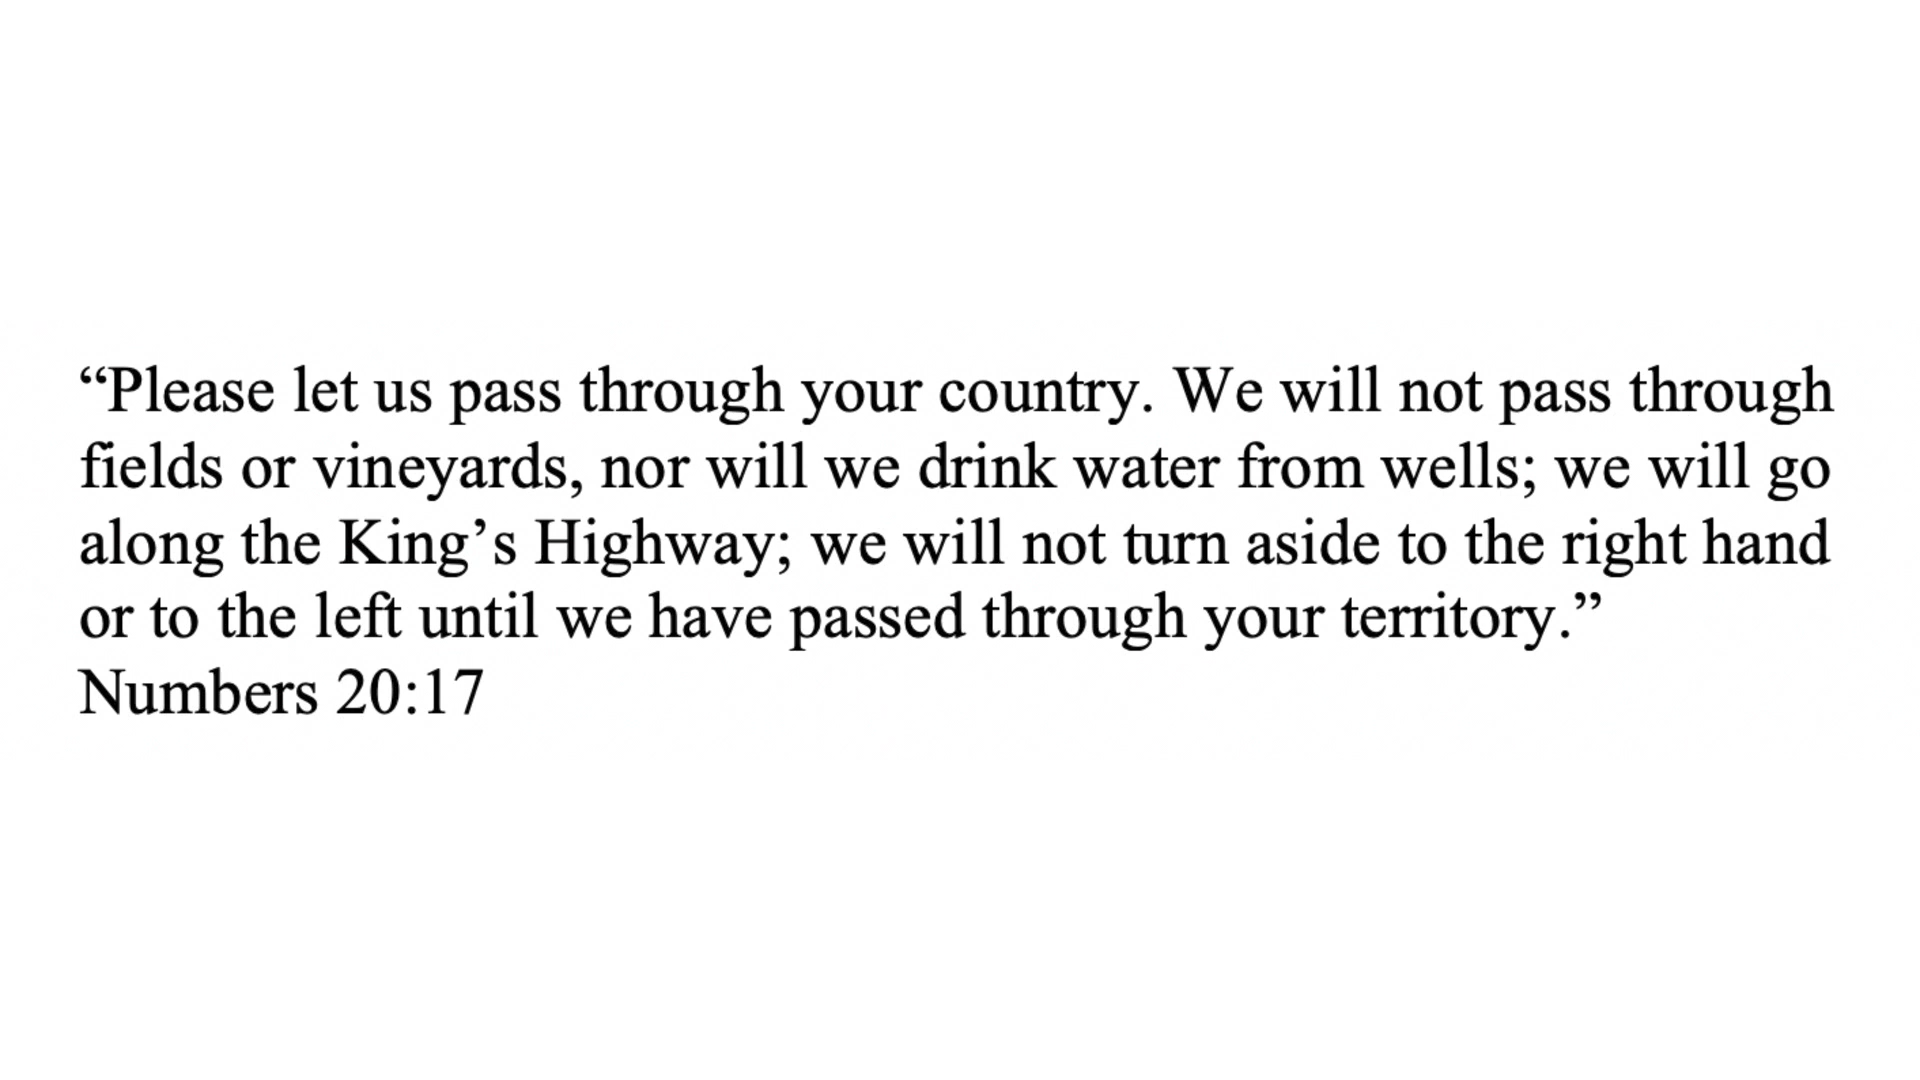 “Please let us pass through your country. We will not pass through
fields or vineyards, nor will we drink water from wells; we will go
along the King’s Highway; we will not turn aside to the right hand
or to the left until we have passed through your territory.”
Numbers 20:17